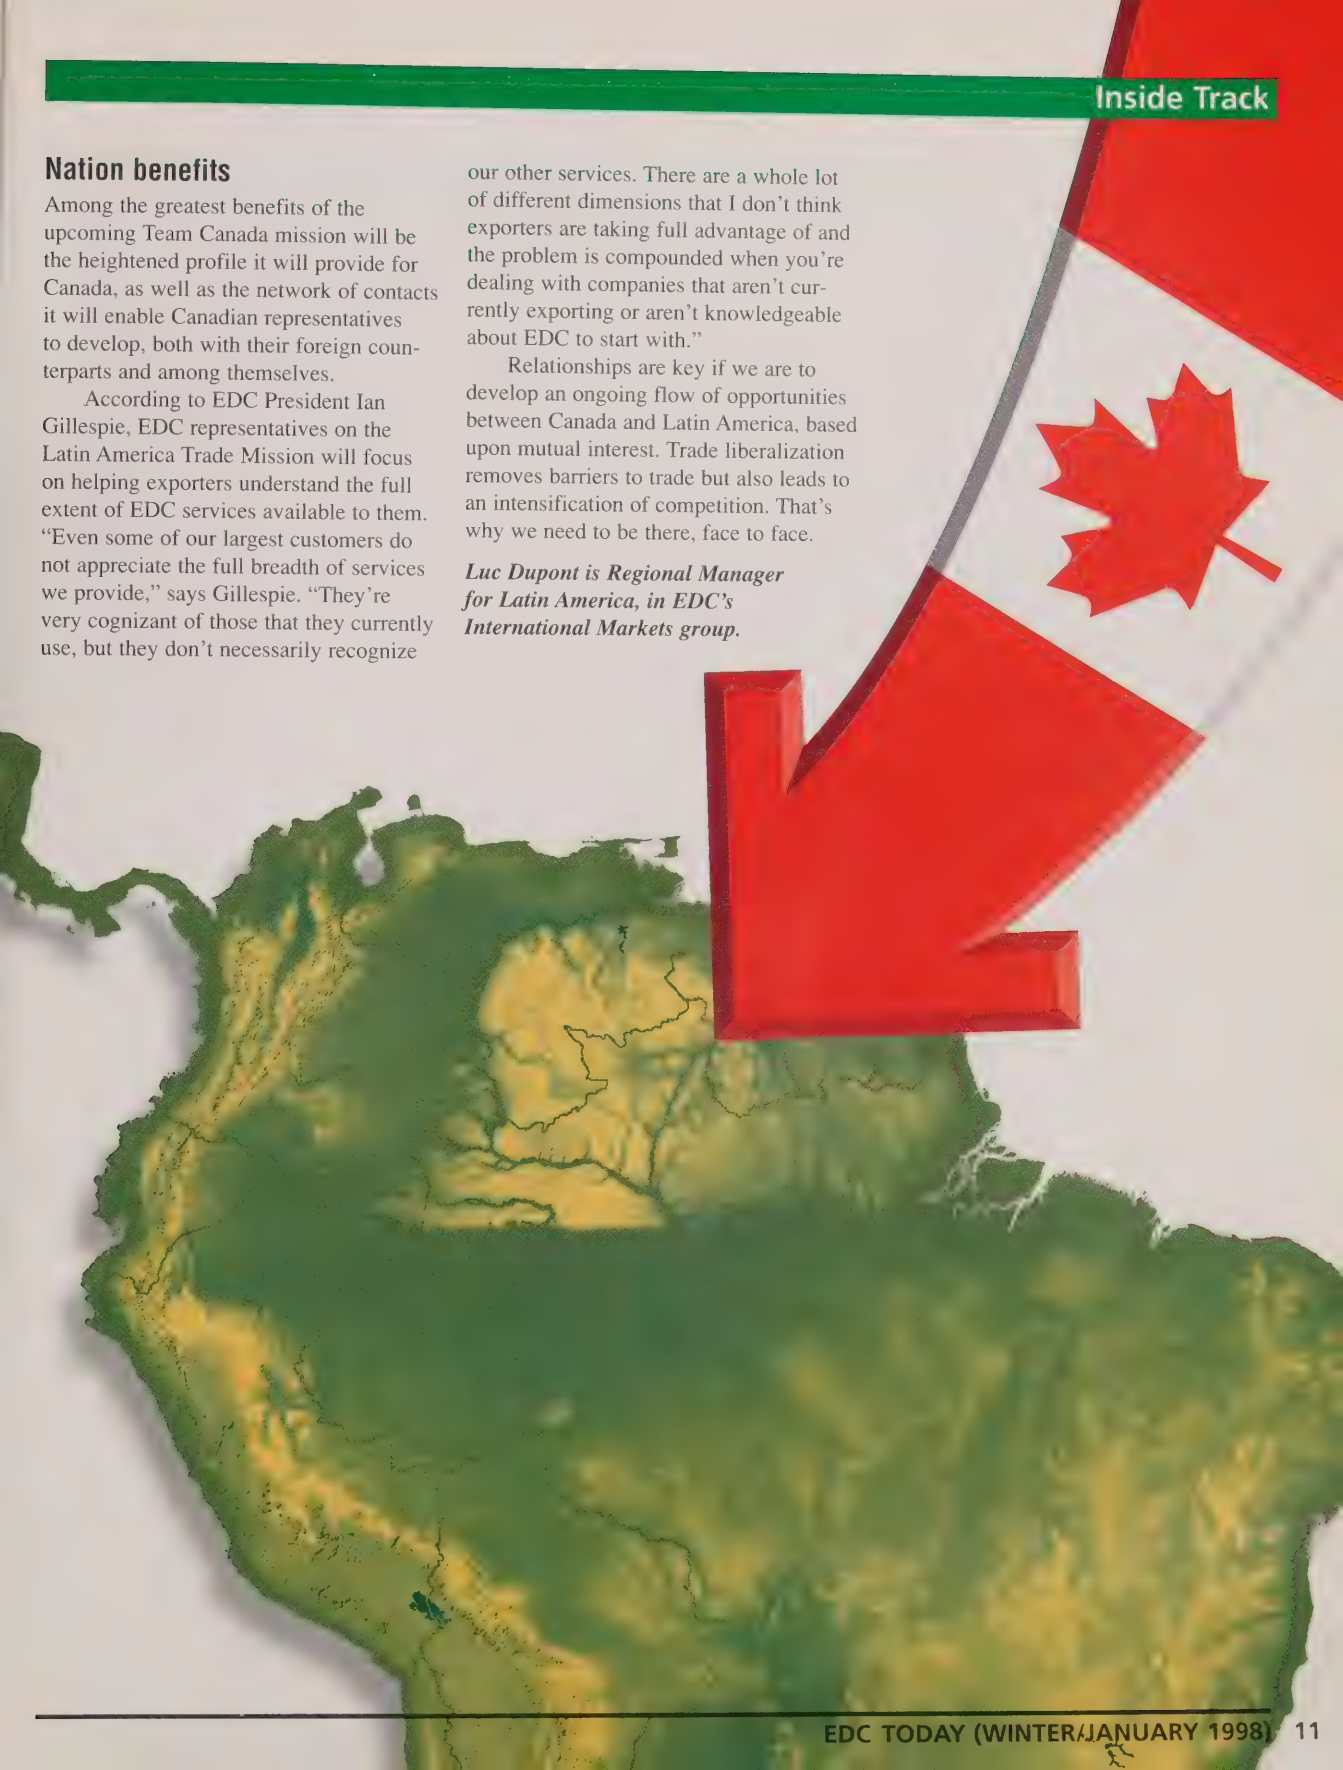 Inside Track
Nation benefits
Among the greatest benefits of the
upcoming Team Canada mission will be
the heightened profile it will provide for
Canada, as well as the network of contacts
it will enable Canadian representatives
to develop, both with their foreign coun-
terparts and among themselves.
According to EDC President Ian
Gillespie, EDC representatives on the
Latin America Trade Mission will focus
on helping exporters understand the full
extent of EDC services available to them.
“Even some of our largest customers do
not appreciate the full breadth of services
we provide,” says Gillespie. “They’re
very cognizant of those that they currently
use, but they don’t necessarily recognize
our other services. There are a whole lot
of different dimensions that I don’t think
exporters are taking full advantage of and
the problem is compounded when you’re
dealing with companies that aren’t cur-
rently exporting or aren’t knowledgeable
about EDC to start with.”
Relationships are key if we are to
develop an ongoing flow of opportunities
between Canada and Latin America, based
upon mutual interest. Trade liberalization
removes barriers to trade but also leads to
an intensification of competition. That’s
why we need to be there, face to face.
Luc Dupont is Regional Manager
for Latin America, in EDC’s
International Markets group.
EDC TODAY (WINTER/JANUARY 1998) 11